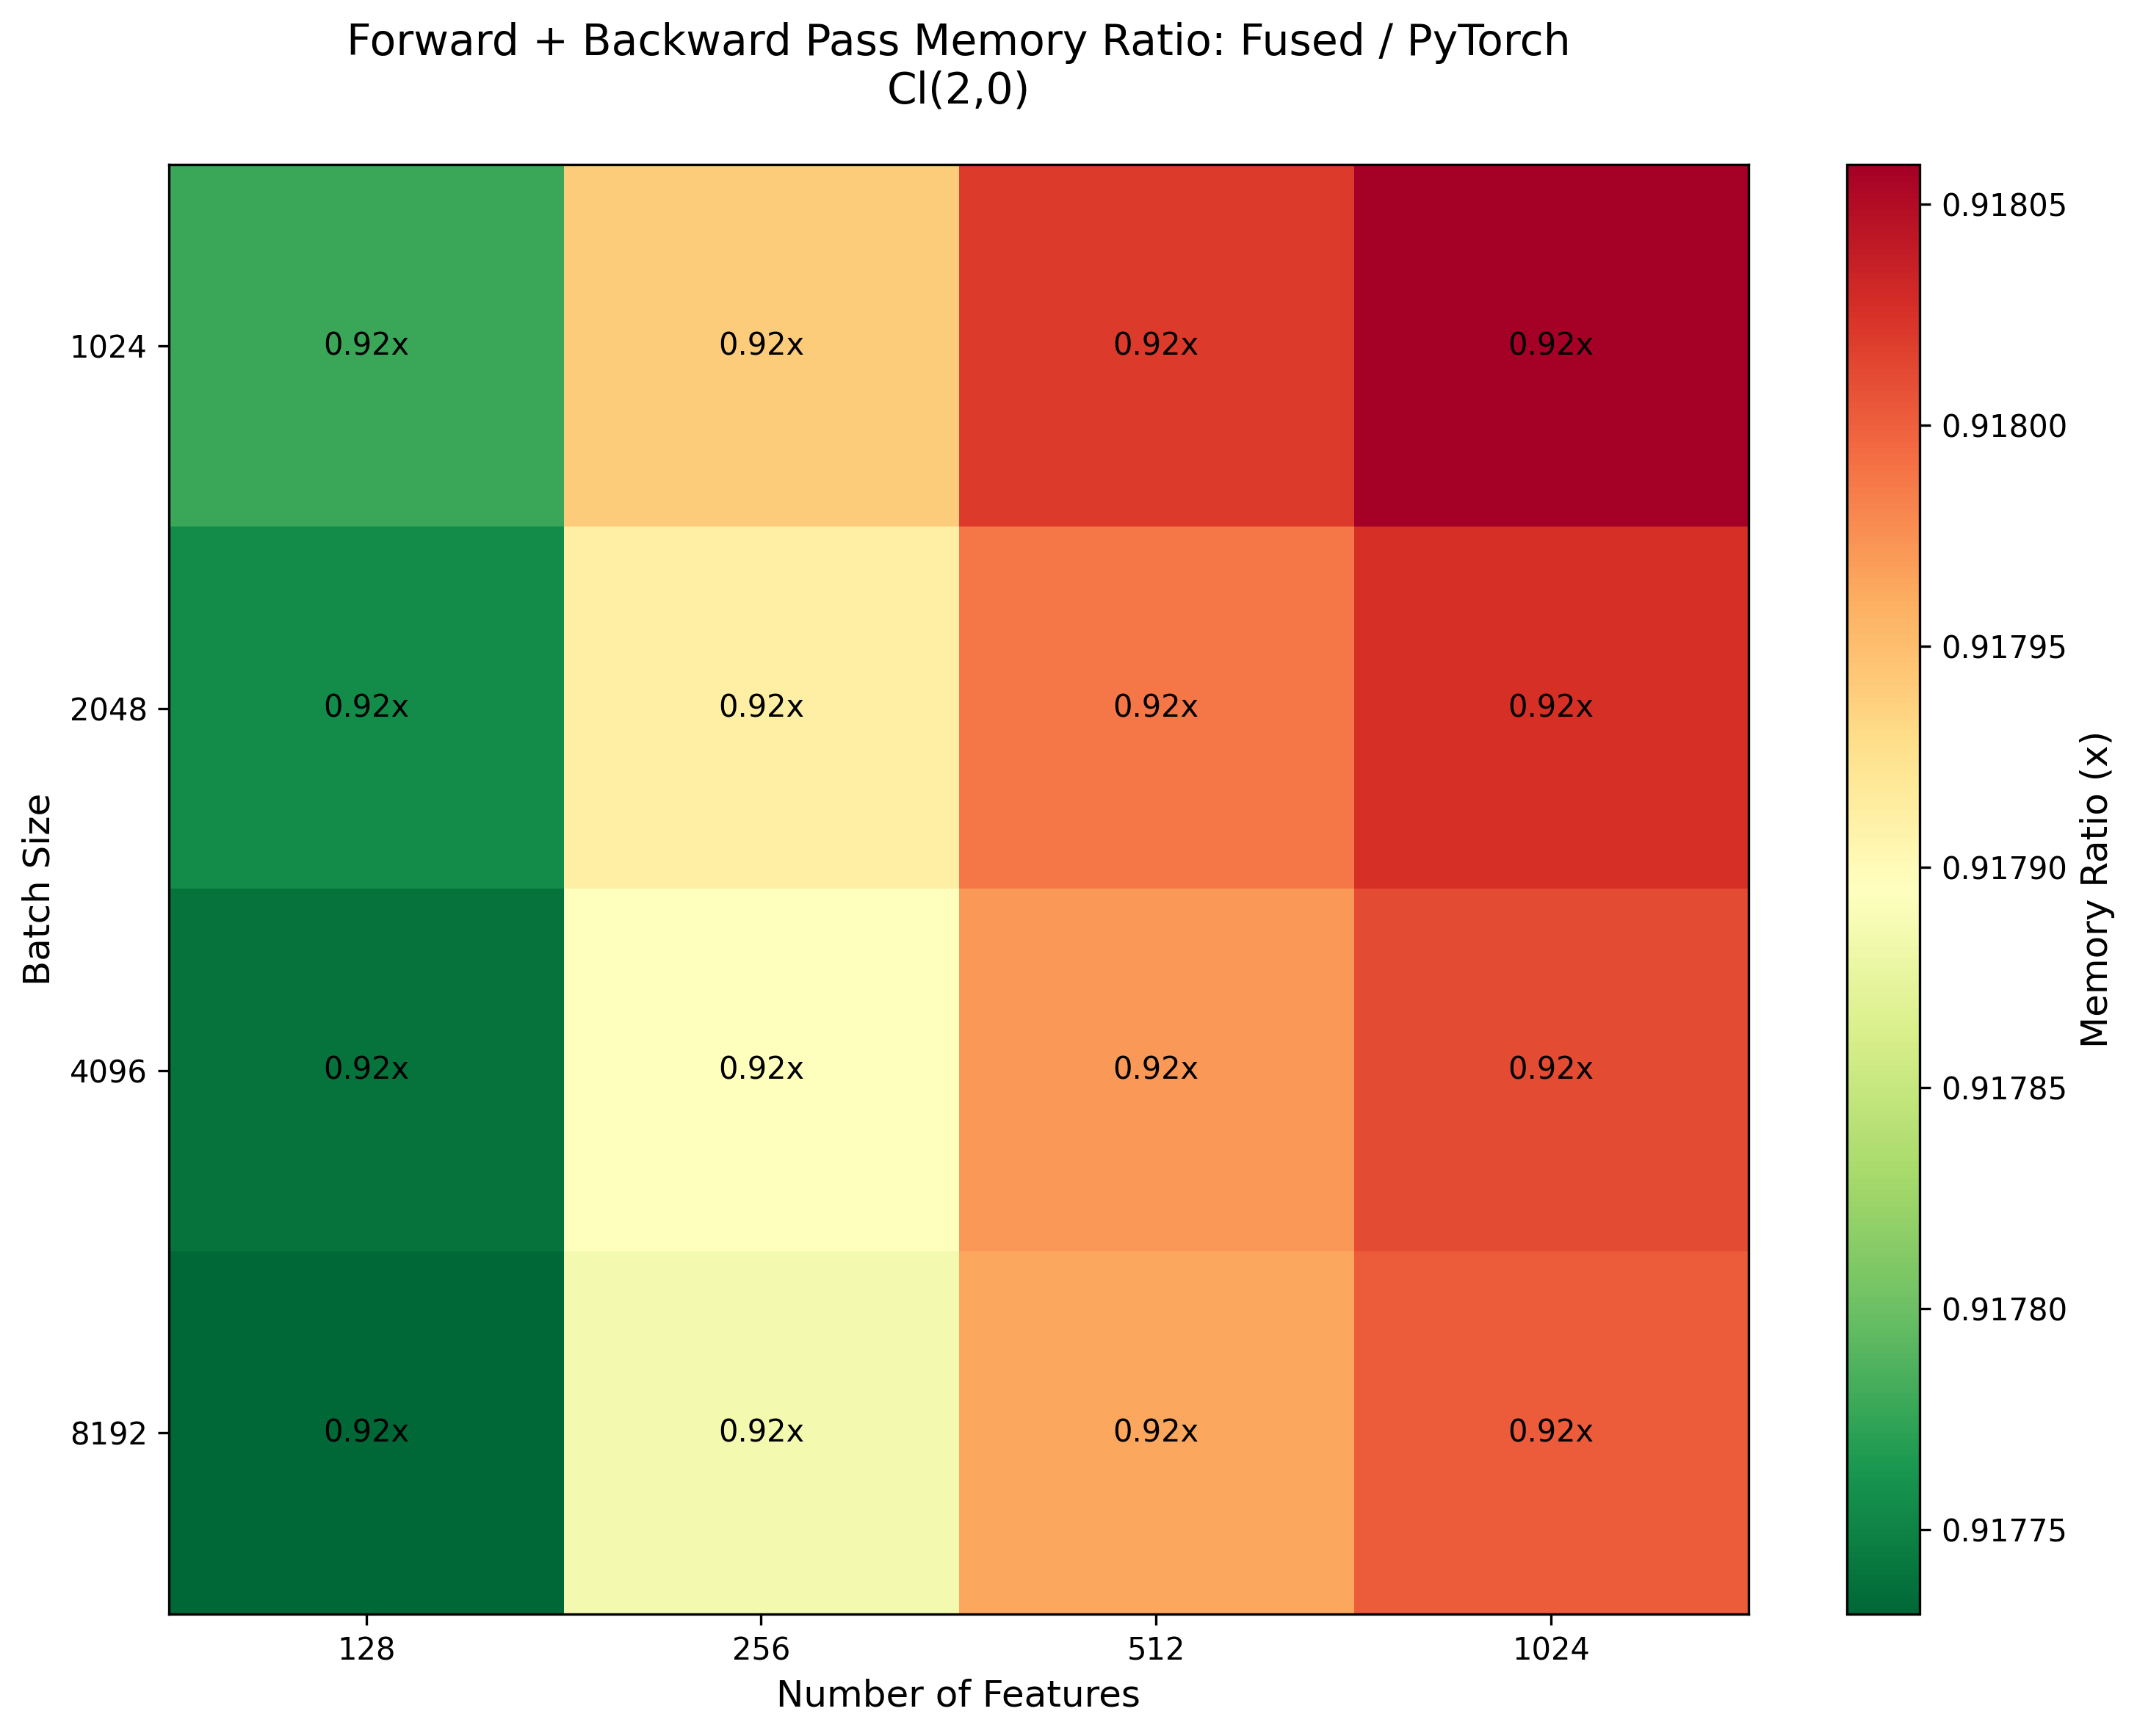 Forward + Backward Pass Memory Ratio: Fused / PyTorch
Cl(2,0)
Batch Size
1024
2048
4096
8192
0.92x 0.92x 0.92x 0.92x
0.92x 0.92x 0.92x 0.92x
0.92x 0.92x 0.92x 0.92x
0.92x 0.92x 0.92x 0.92x
128 256 512 1024
Number of Features
0.91805
0.91800
0.91795
0.91790
0.91785
0.91780
0.91775
Memory Ratio (x)